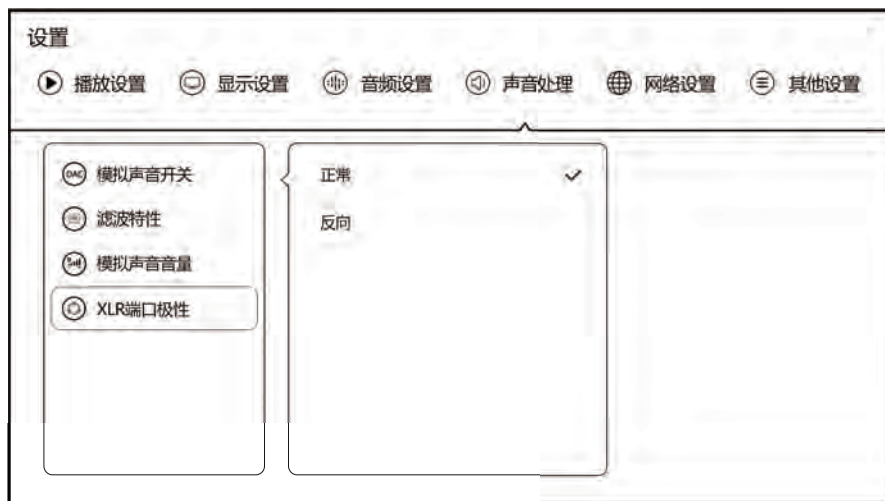 设置
播放设置 显示设置 音频设置 声音处理 网络设置 其他设置
DAC 模拟声音开关
滤波特性
模拟声音音量
XLR端口极性
正常
反向